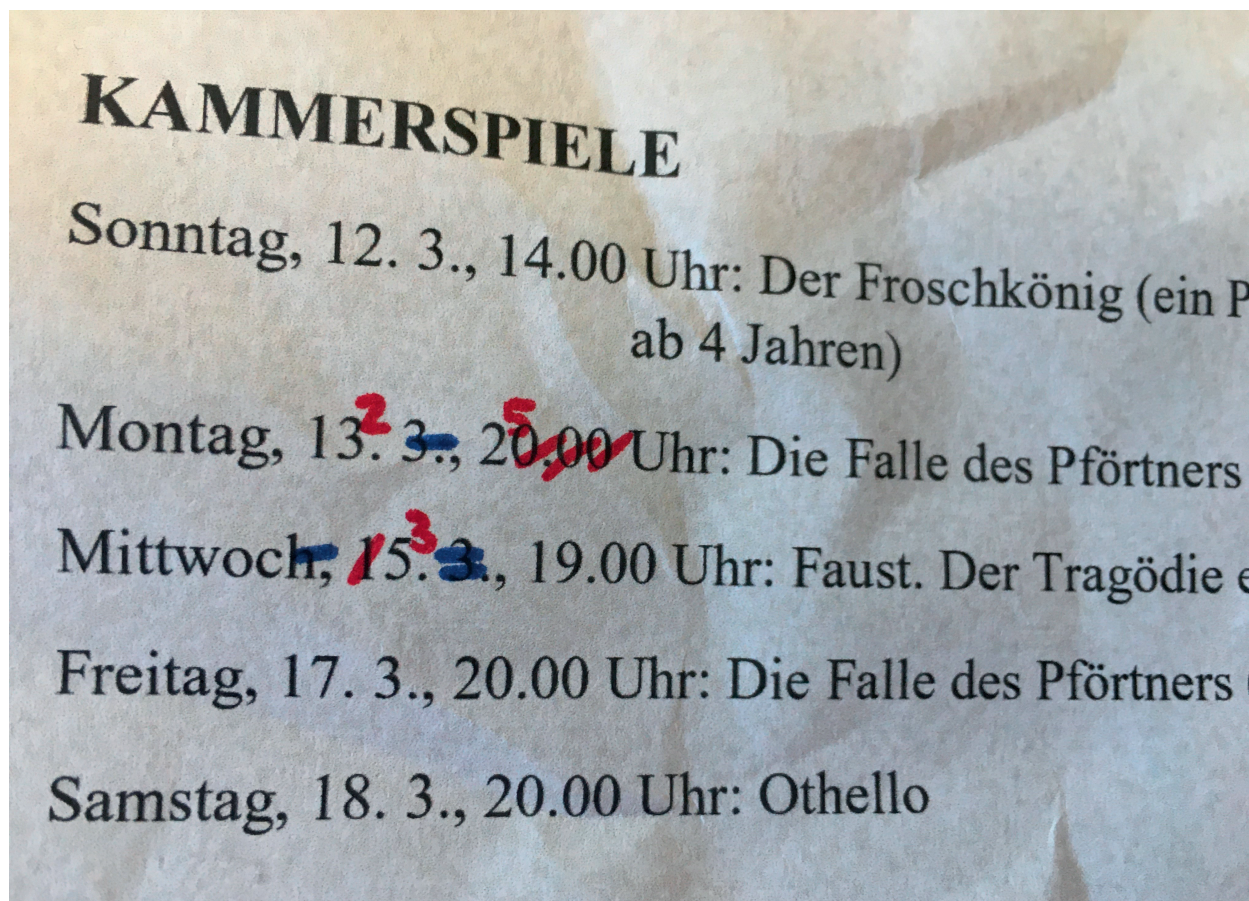 KAMMERSPIELE
Sonntag, 12. 3., 14.00 Uhr: Der Froschkönig (ein P
ab 4 Jahren)
Montag, 13.2 3., 25 0.00 Uhr: Die Falle des Pförtners
Mittwoch, 15.3 3., 19.00 Uhr: Faust. Der Tragödie e
Freitag, 17. 3., 20.00 Uhr: Die Falle des Pförtners (
Samstag, 18. 3., 20.00 Uhr: Othello